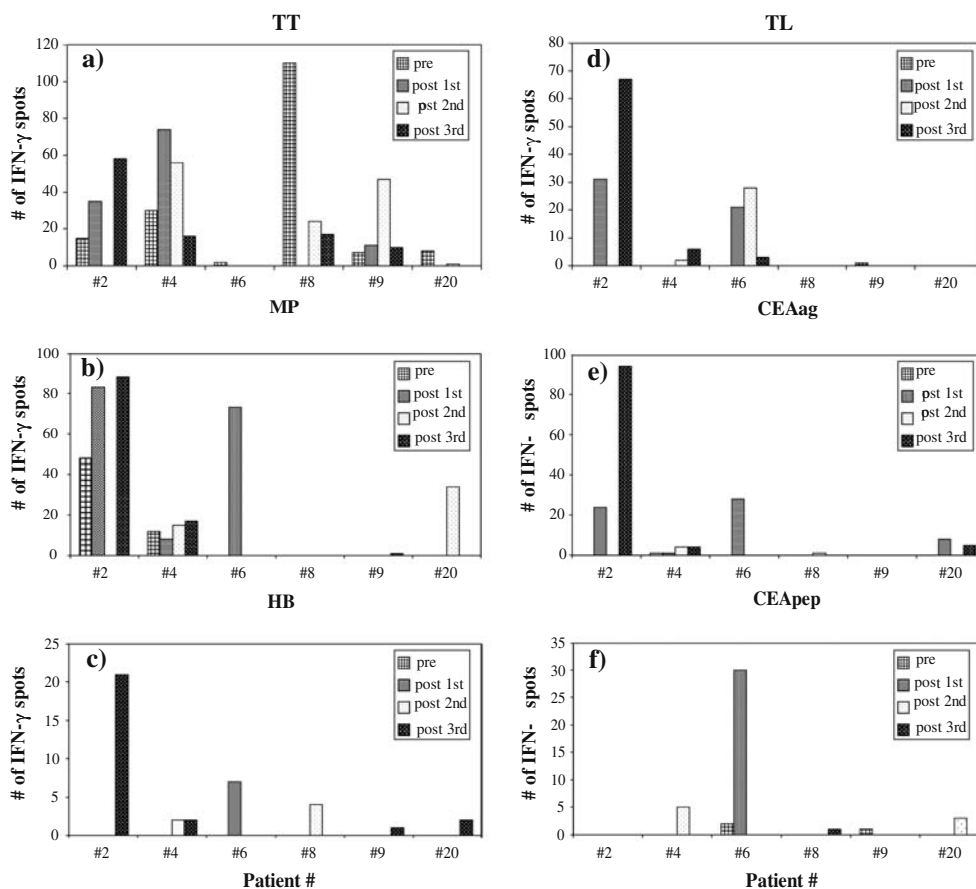 TT
a)
120
100
80
60
40
20
0
# of IFN-γ spots
pre
post 1st
pst 2nd
post 3rd
#2 #4 #6 #8 #9 #20
TL
d)
80
70
60
50
40
30
20
10
0
# of IFN-γ spots
pre
post 1st
post 2nd
post 3rd
#2 #4 #6 #8 #9 #20
MP
b)
100
80
60
40
20
0
# of IFN-γ spots
pre
post 1st
post 2nd
post 3rd
#2 #4 #6 #8 #9 #20
CEAag
e)
100
80
60
40
20
0
# of IFN- spots
pre
pst 1st
pst 2nd
post 3rd
#2 #4 #6 #8 #9 #20
HB
c)
25
20
15
10
5
0
# of IFN-γ spots
pre
post 1st
post 2nd
post 3rd
#2 #4 #6 #8 #9 #20
Patient #
CEApep
f)
35
30
25
20
15
10
5
0
# of IFN- spots
pre
post 1st
post 2nd
post 3rd
#2 #4 #6 #8 #9 #20
Patient #